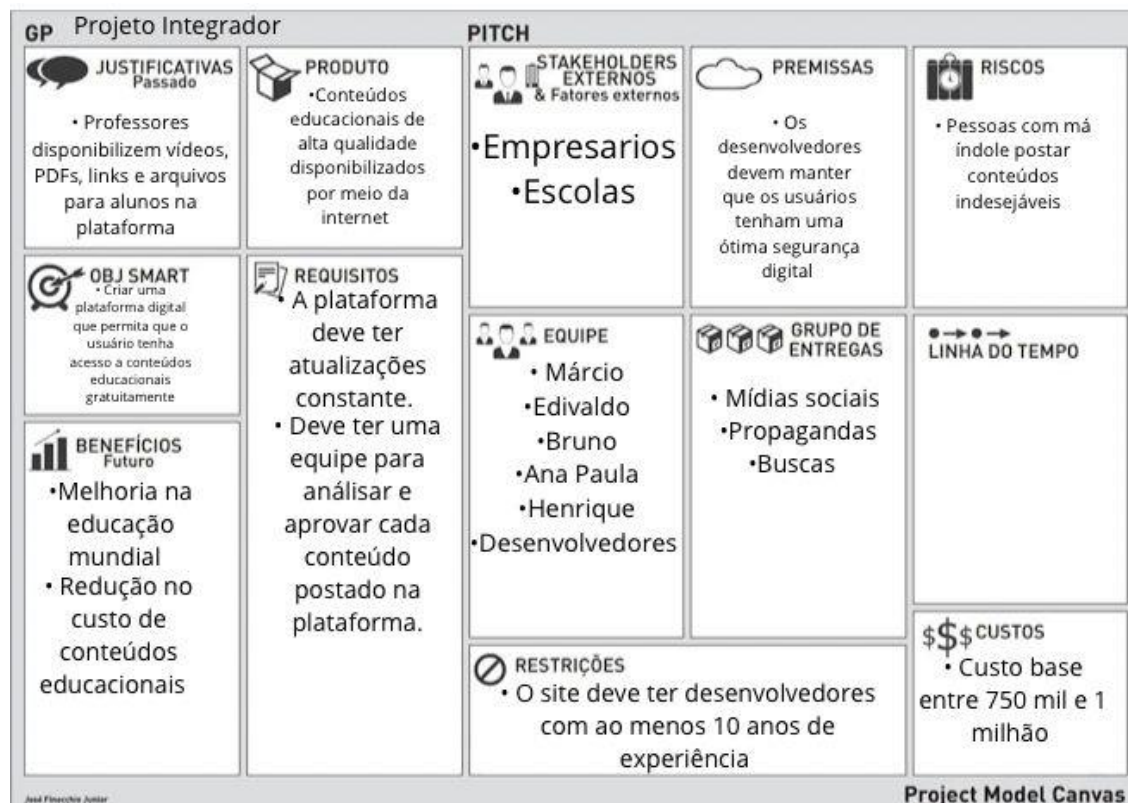 GP Projeto Integrador
PITCH
JUSTIFICATIVAS
Passado
• Professores
disponibilizem vídeos,
PDFs, links e arquivos
para alunos na
plataforma
PRODUTO
•Conteúdos
educacionais de
alta qualidade
disponibilizados
por meio da
internet
STAKEHOLDERS
EXTERNOS
& Fatores externos
•Empresarios
•Escolas
PREMISSAS
• Os
desenvolvedores
devem manter
que os usuários
tenham uma
ótima segurança
digital
RISCOS
• Pessoas com má
índole postar
conteúdos
indesejáveis
OBJ SMART
• Criar uma
plataforma digital
que permita que o
usuário tenha
acesso a conteúdos
educacionais
gratuitamente
REQUISITOS
• A plataforma
deve ter
atualizações
constante.
• Deve ter uma
equipe para
análisar e
aprovar cada
conteúdo
postado na
plataforma.
EQUIPE
• Márcio
•Edivaldo
•Bruno
•Ana Paula
•Henrique
•Desenvolvedores
GRUPO DE
ENTREGAS
• Mídias sociais
•Propagandas
•Buscas
LINHA DO TEMPO
BENEFÍCIOS
Futuro
•Melhoria na
educação
mundial
• Redução no
custo de
conteúdos
educacionais
RESTRIÇÕES
• O site deve ter desenvolvedores
com ao menos 10 anos de
experiência
$$$ CUSTOS
• Custo base
entre 750 mil e 1
milhão
José Finocchio Junior
Project Model Canvas